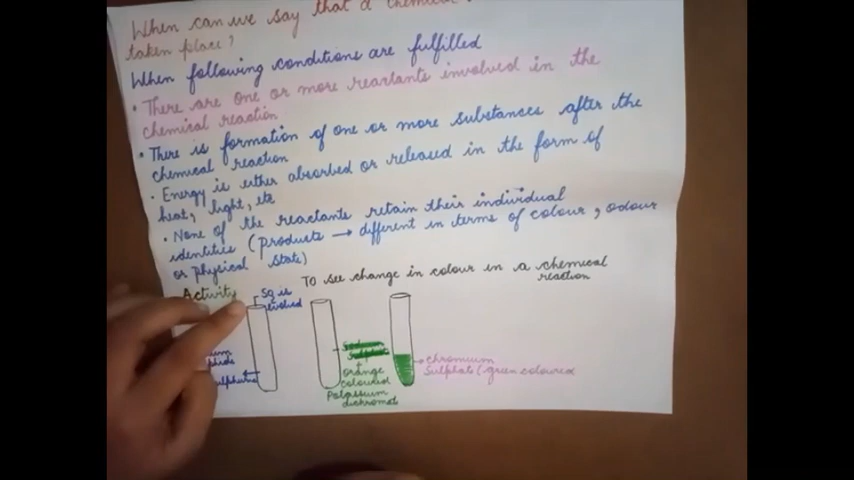 When can we say that a chemical
taken place?
When following conditions are fulfilled
• There are one or more reactants involved in the
chemical reaction
• There is formation of one or more substances after the
chemical reaction
• Energy is either absorbed or released in the form of
heat, light, etc
• None of the reactants retain their individual
identities (Products → different in terms of colour, odour
or physical state)
Activity
To see change in colour in a chemical
reaction
is
evolved
+
orange
coloured
Potassium
dichromat
chromium
Sulphate (green coloured